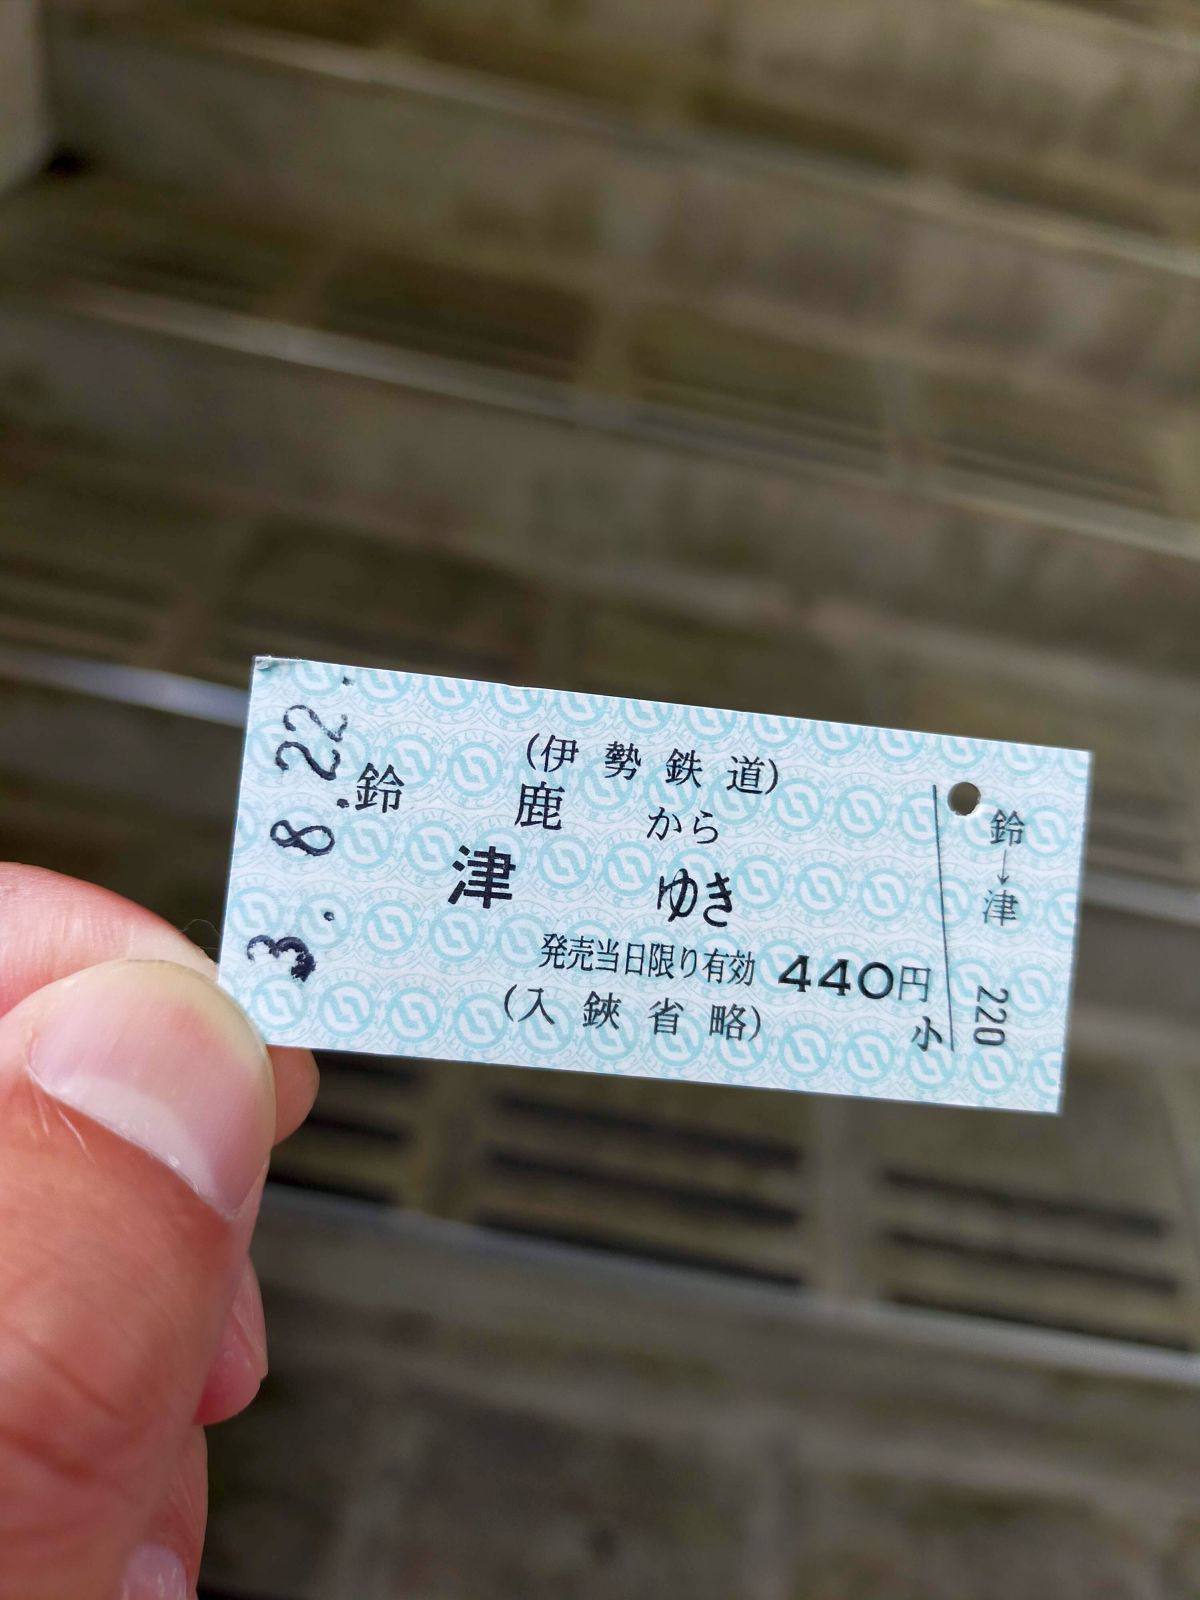 3. 8. 22.
(伊勢鉄道)
鈴鹿から
津ゆき
発売当日限り有効 440円
(入鋏省略)
小
鈴→津
220